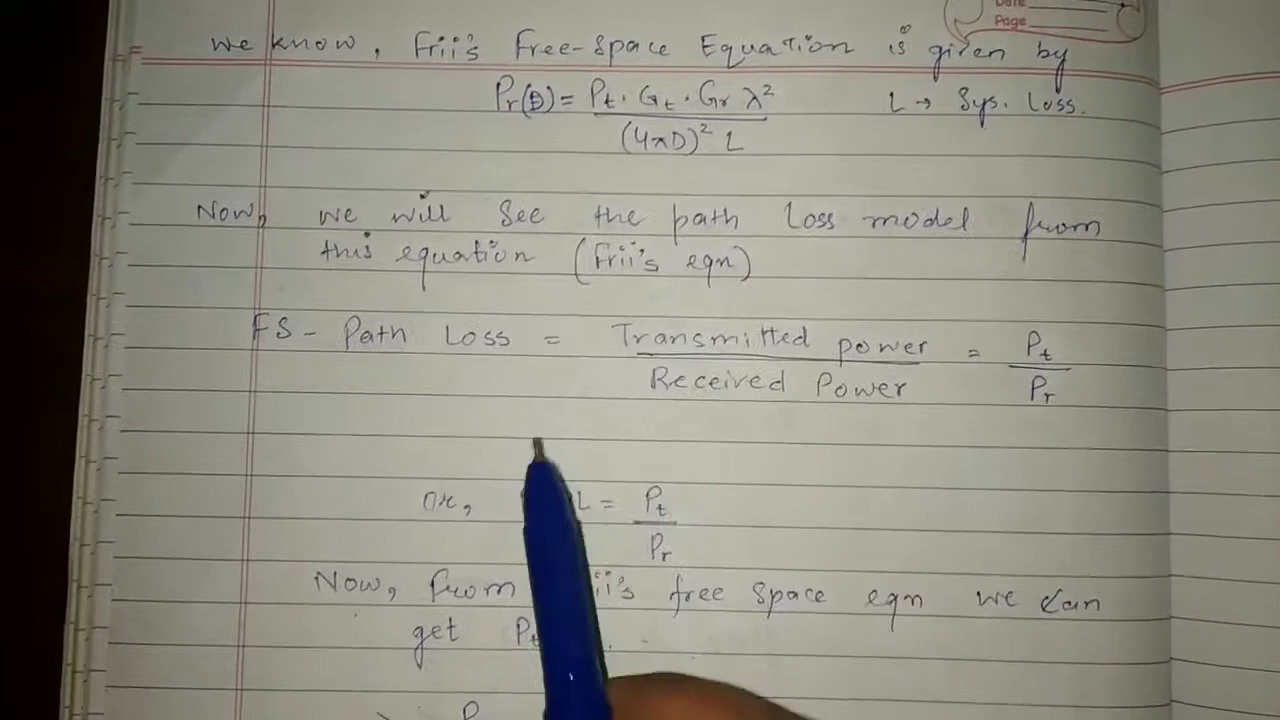 Date
Page
We know, Frii's Free-Space Equation is given by
Pr(D) = Pt. Gt. Gr λ² / (4πD)² L    L → Sys. Loss.
Now, we will see the path loss model from
this equation (Frii's eqn)
FS - Path Loss = Transmitted power / Received Power = Pt / Pr
or, L = Pt / Pr
Now, from free space eqn we can
get